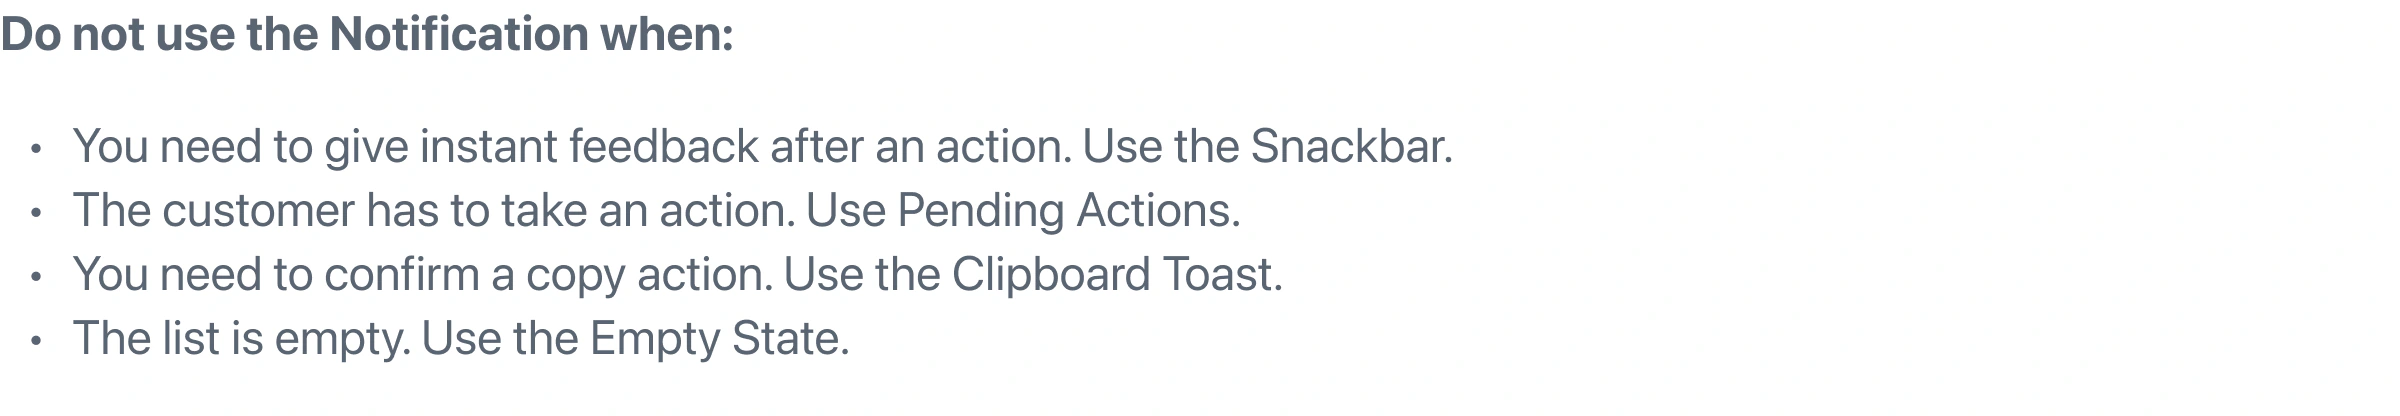 Do not use the Notification when:
• You need to give instant feedback after an action. Use the Snackbar.
• The customer has to take an action. Use Pending Actions.
• You need to confirm a copy action. Use the Clipboard Toast.
• The list is empty. Use the Empty State.